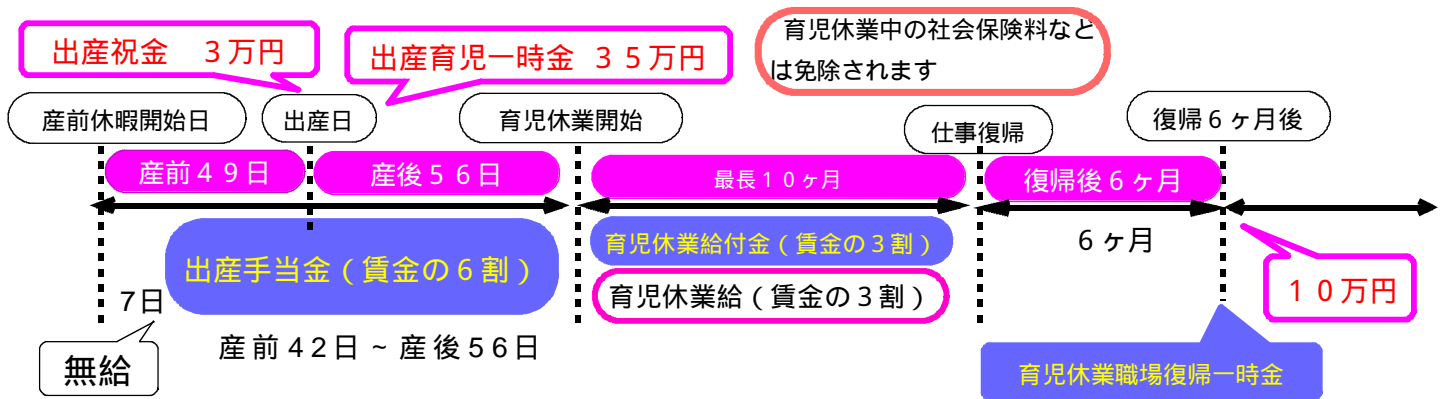 出産祝金　3万円
出産育児一時金　35万円
育児休業中の社会保険料など
は免除されます
産前休暇開始日
出産日
育児休業開始
仕事復帰
復帰6ヶ月後
産前49日
産後56日
最長10ヶ月
復帰後6ヶ月
出産手当金(賃金の6割)
育児休業給付金(賃金の3割)
育児休業給(賃金の3割)
6ヶ月
10万円
7日
無給
産前42日~産後56日
育児休業職場復帰一時金